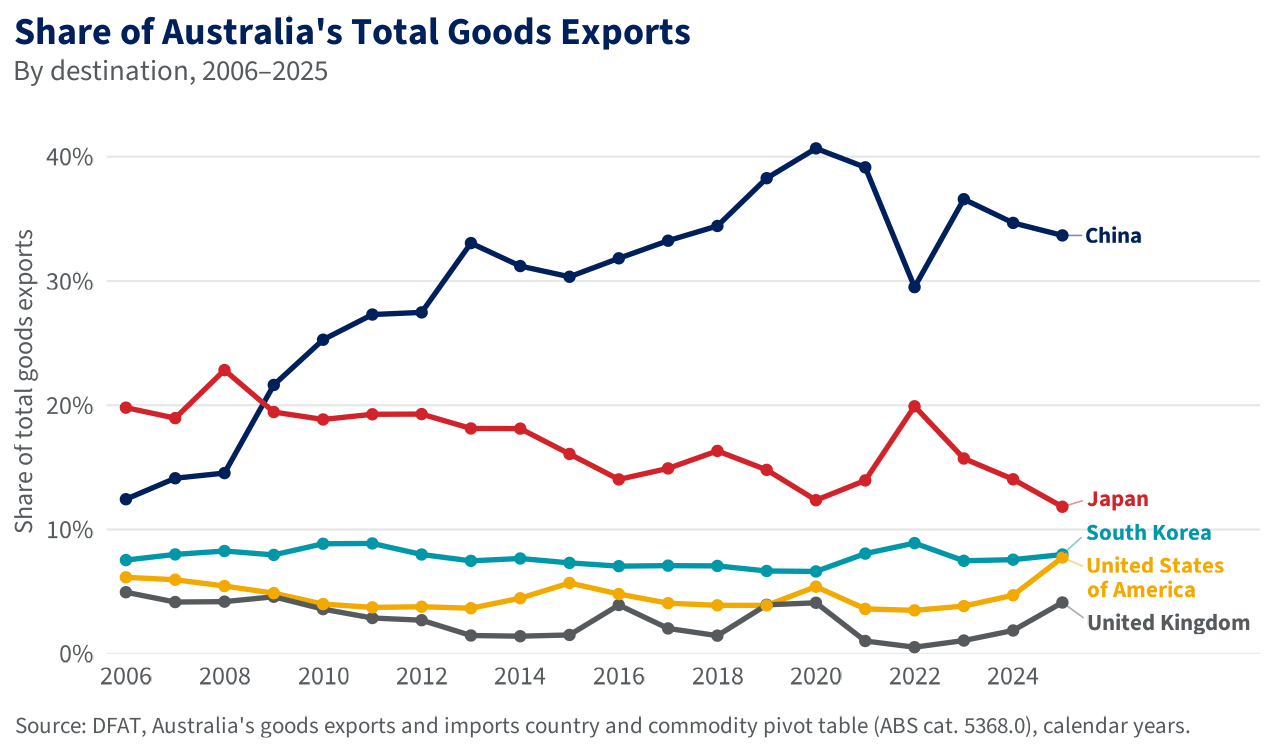 Share of Australia's Total Goods Exports
By destination, 2006–2025
Share of total goods exports
40%
30%
20%
10%
0%
China
Japan
South Korea
United States
of America
United Kingdom
2006 2008 2010 2012 2014 2016 2018 2020 2022 2024
Source: DFAT, Australia's goods exports and imports country and commodity pivot table (ABS cat. 5368.0), calendar years.